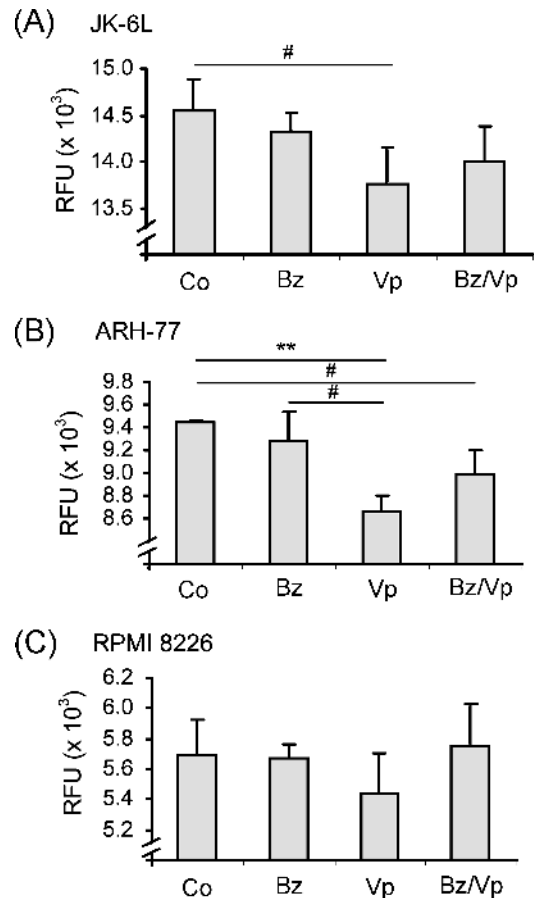 (A) JK-6L
#
15.0
14.5
14.0
13.5
RFU (x 10³)
Co Bz Vp Bz/Vp
(B) ARH-77
**
#
#
9.8
9.6
9.4
9.2
9.0
8.8
8.6
RFU (x 10³)
Co Bz Vp Bz/Vp
(C) RPMI 8226
6.2
6.0
5.8
5.6
5.4
5.2
RFU (x 10³)
Co Bz Vp Bz/Vp